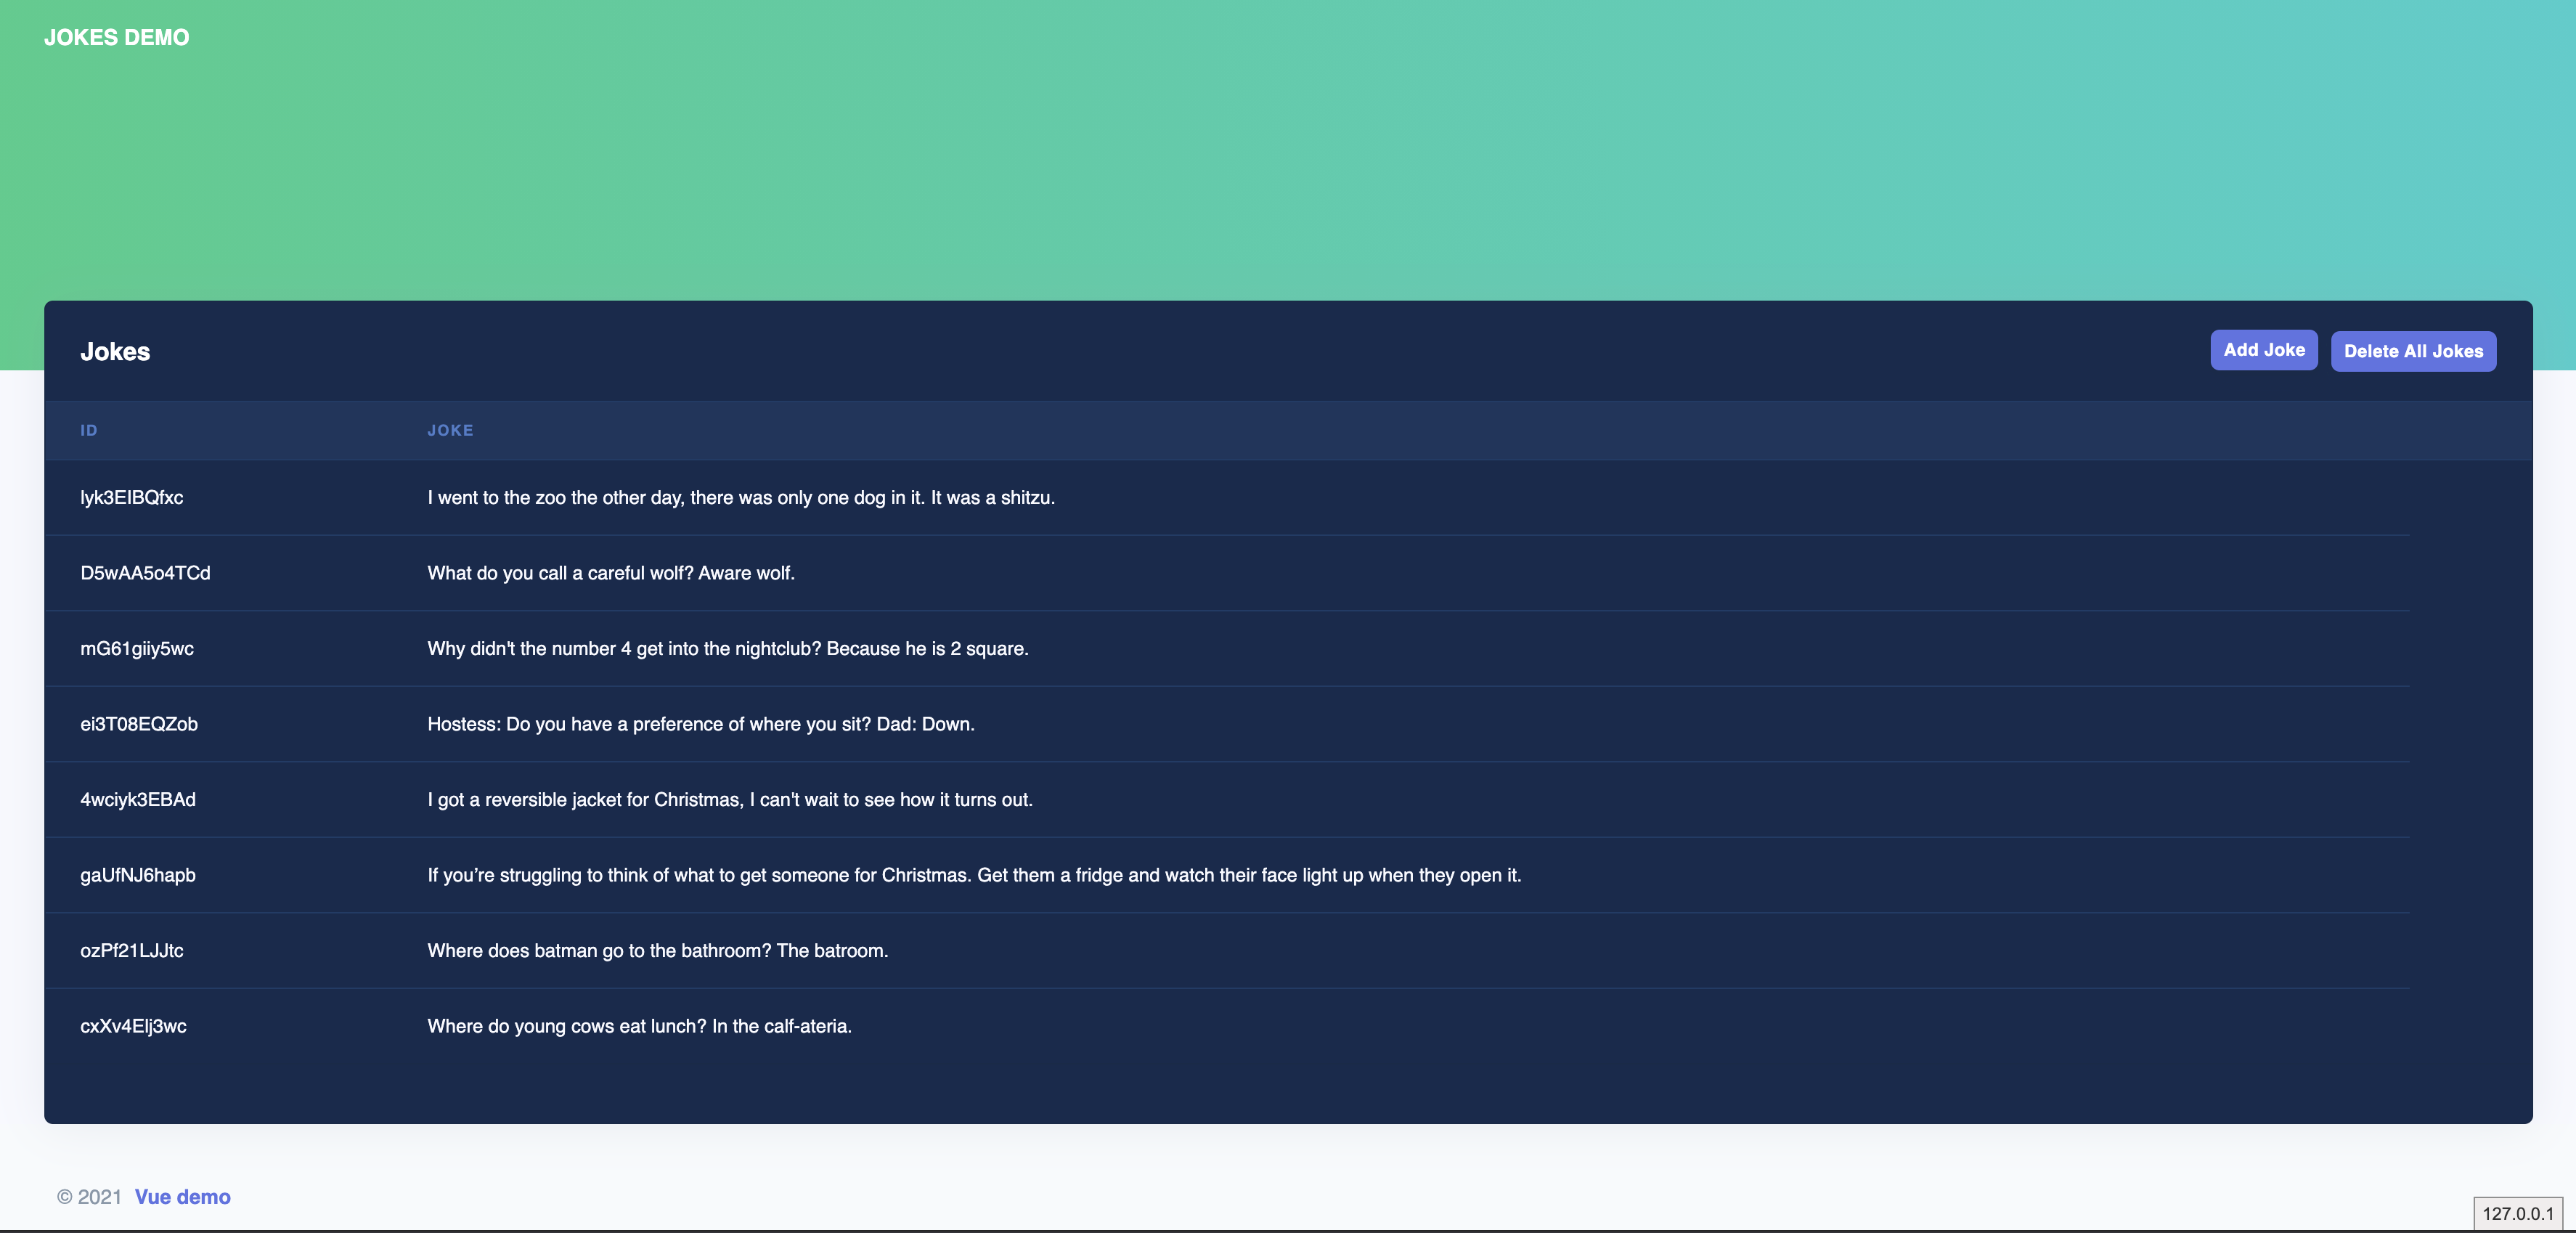 JOKES DEMO
Jokes
Add Joke
Delete All Jokes
ID JOKE
lyk3EIBQfxc I went to the zoo the other day, there was only one dog in it. It was a shitzu.
D5wAA5o4TCd What do you call a careful wolf? Aware wolf.
mG61giiy5wc Why didn't the number 4 get into the nightclub? Because he is 2 square.
ei3T08EQZob Hostess: Do you have a preference of where you sit? Dad: Down.
4wciyk3EBAd I got a reversible jacket for Christmas, I can't wait to see how it turns out.
gaUfNJ6hapb If you’re struggling to think of what to get someone for Christmas. Get them a fridge and watch their face light up when they open it.
ozPf21LJJtc Where does batman go to the bathroom? The batroom.
cxXv4Elj3wc Where do young cows eat lunch? In the calf-ateria.
© 2021 Vue demo
127.0.0.1